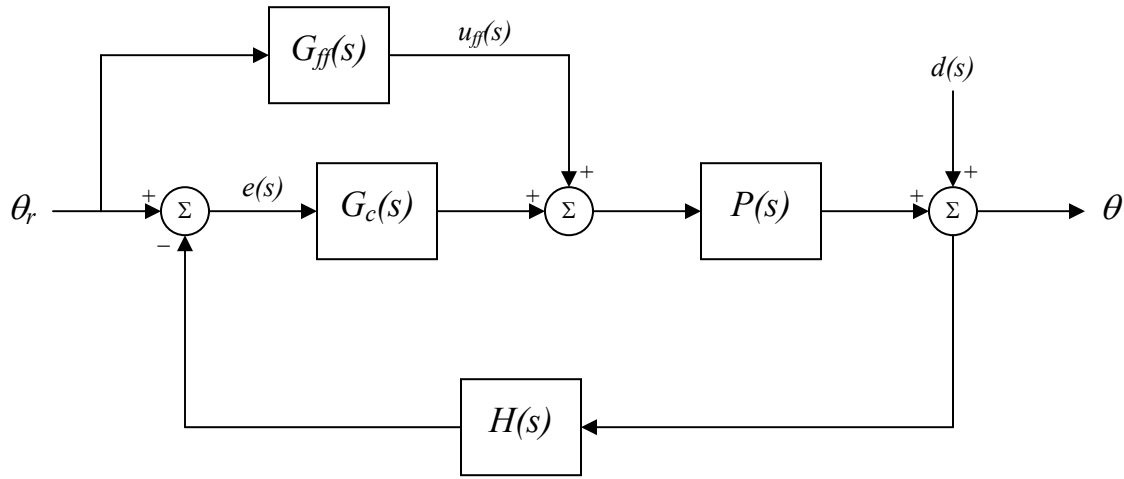 G_ff(s)
u_ff(s)
d(s)
+
+
θ_r
+
Σ
−
e(s)
G_c(s)
+
Σ
P(s)
+
Σ
θ
H(s)